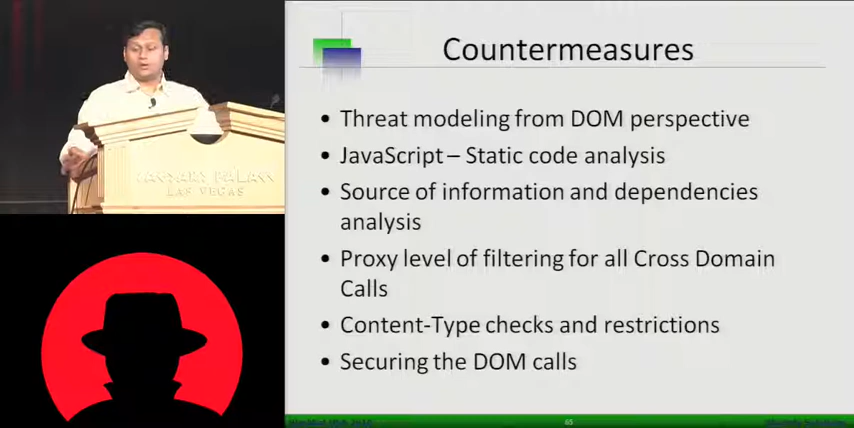 Countermeasures
• Threat modeling from DOM perspective
• JavaScript – Static code analysis
• Source of information and dependencies
analysis
• Proxy level of filtering for all Cross Domain
Calls
• Content-Type checks and restrictions
• Securing the DOM calls
65
LAS VEGAS